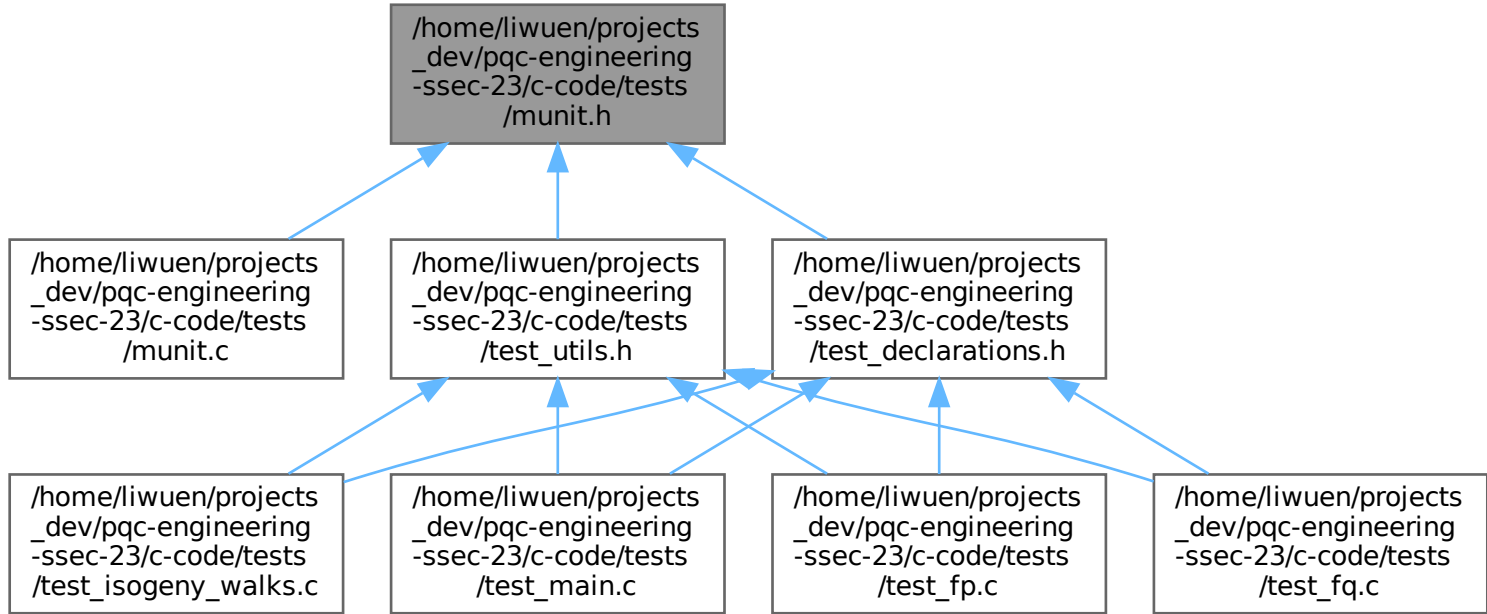 /home/liwuen/projects
_dev/pqc-engineering
-ssec-23/c-code/tests
/munit.h
/home/liwuen/projects
_dev/pqc-engineering
-ssec-23/c-code/tests
/munit.c
/home/liwuen/projects
_dev/pqc-engineering
-ssec-23/c-code/tests
/test_utils.h
/home/liwuen/projects
_dev/pqc-engineering
-ssec-23/c-code/tests
/test_declarations.h
/home/liwuen/projects
_dev/pqc-engineering
-ssec-23/c-code/tests
/test_isogeny_walks.c
/home/liwuen/projects
_dev/pqc-engineering
-ssec-23/c-code/tests
/test_main.c
/home/liwuen/projects
_dev/pqc-engineering
-ssec-23/c-code/tests
/test_fp.c
/home/liwuen/projects
_dev/pqc-engineering
-ssec-23/c-code/tests
/test_fq.c